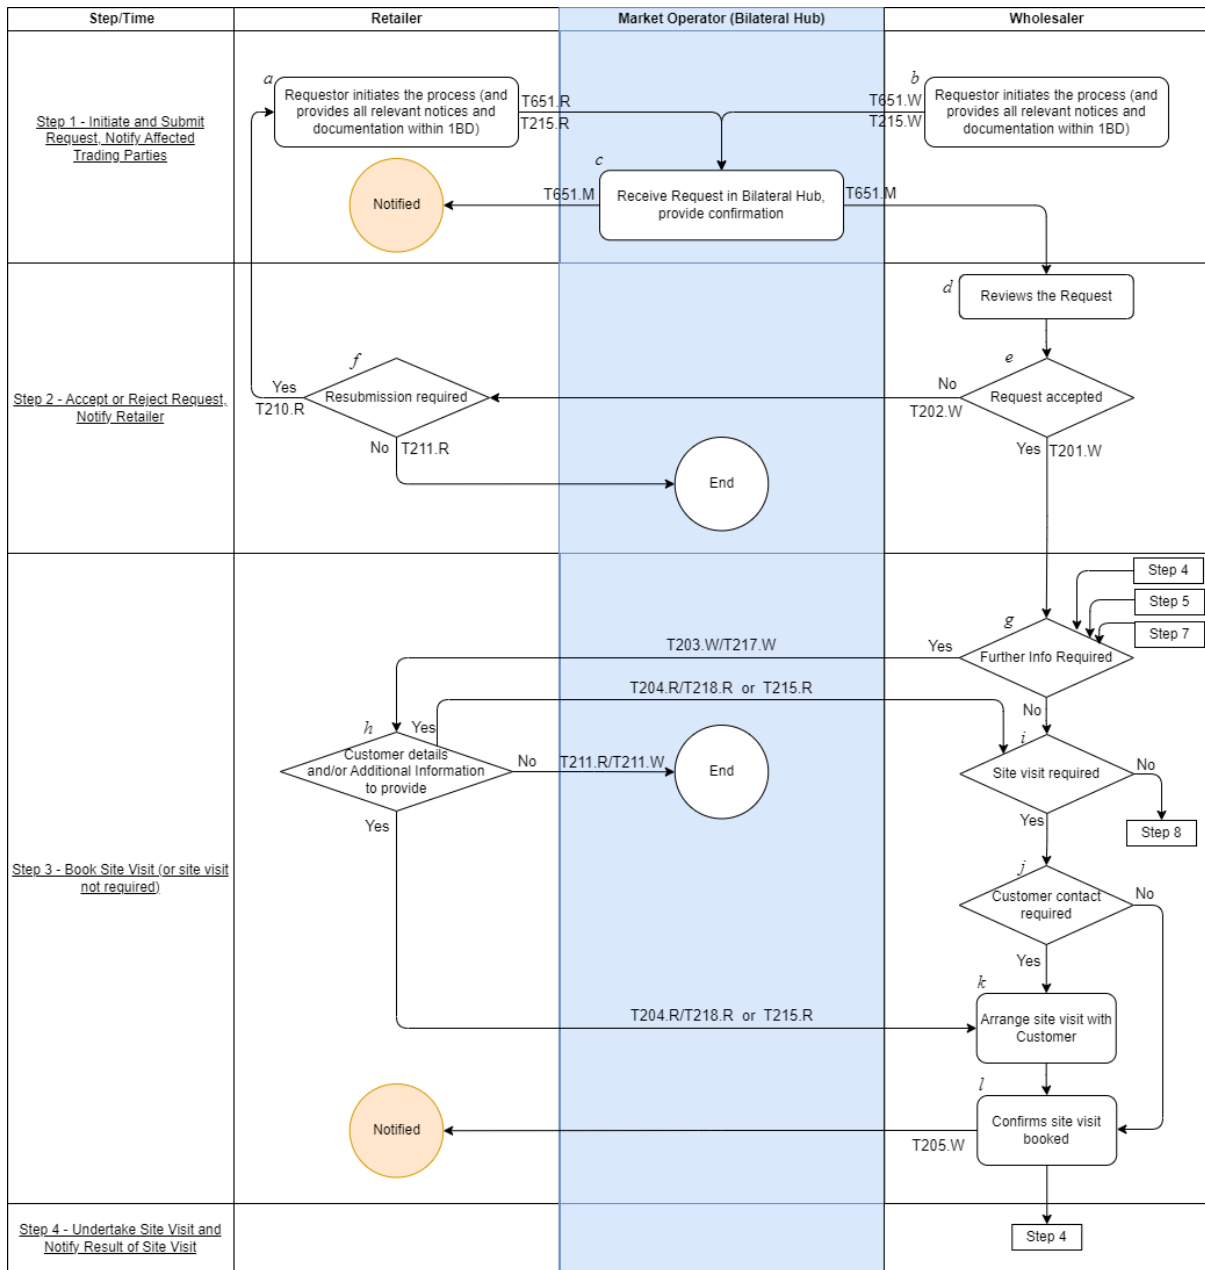 Step/Time
Retailer
Market Operator (Bilateral Hub)
Wholesaler
Step 1 - Initiate and Submit
Request, Notify Affected
Trading Parties
a
Requestor initiates the process (and
provides all relevant notices and
documentation within 1BD)
T651.R
T215.R
b
T651.W
T215.W
Requestor initiates the process (and
provides all relevant notices and
documentation within 1BD)
c
Receive Request in Bilateral Hub,
provide confirmation
T651.M
T651.M
Notified
Step 2 - Accept or Reject Request,
Notify Retailer
d
Reviews the Request
e
Request accepted
No
T202.W
Yes
T201.W
f
Resubmission required
Yes
T210.R
No
T211.R
End
Step 3 - Book Site Visit (or site visit
not required)
Step 4
Step 5
Step 7
g
Further Info Required
Yes
T203.W/T217.W
No
T204.R/T218.R or T215.R
h
Yes
Customer details
and/or Additional Information
to provide
No
T211.R/T211.W
End
Yes
i
Site visit required
No
Step 8
Yes
j
Customer contact
required
No
Yes
k
Arrange site visit with
Customer
T204.R/T218.R or T215.R
l
Confirms site visit
booked
T205.W
Notified
Step 4 - Undertake Site Visit and
Notify Result of Site Visit
Step 4